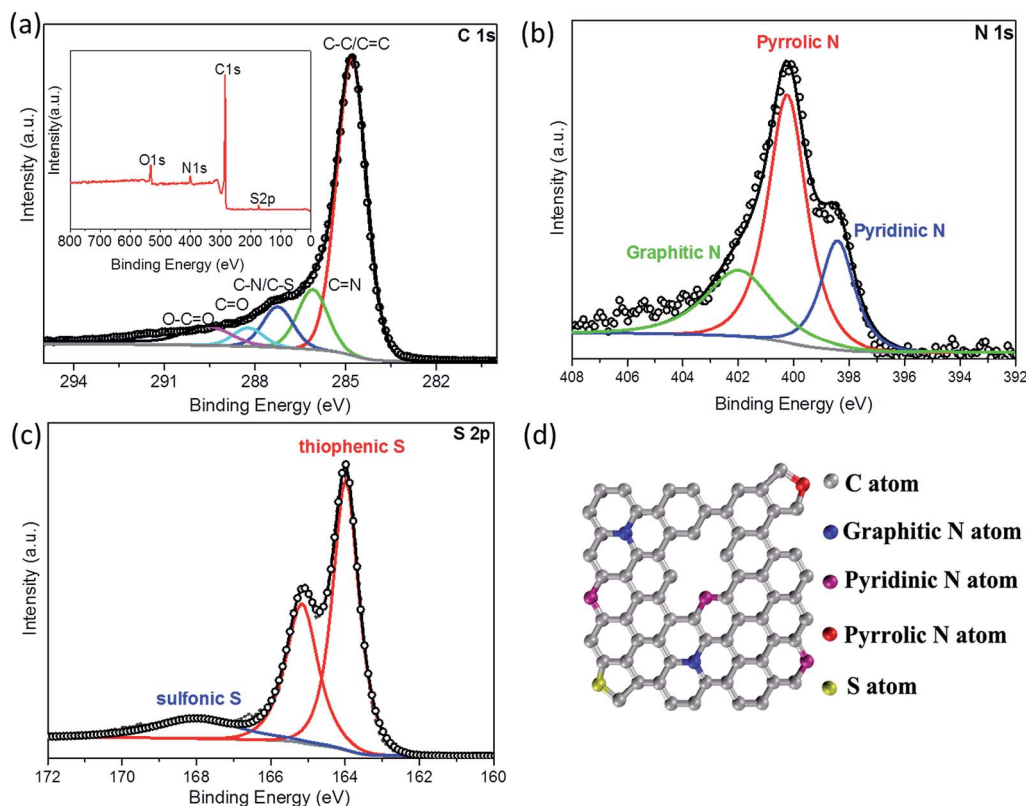 (a)
C 1s
C-C/C=C
C1s
O1s
N1s
S2p
Intensity(a.u.)
800 700 600 500 400 300 200 100 0
Binding Energy (eV)
O-C=O
C=O
C-N/C-S
C=N
Intensity (a.u.)
294 291 288 285 282
Binding Energy (eV)
(b)
N 1s
Pyrrolic N
Pyridinic N
Graphitic N
Intensity (a.u.)
408 406 404 402 400 398 396 394 392
Binding Energy (eV)
(c)
S 2p
thiophenic S
sulfonic S
Intensity (a.u.)
172 170 168 166 164 162 160
Binding Energy (eV)
(d)
C atom
Graphitic N atom
Pyridinic N atom
Pyrrolic N atom
S atom